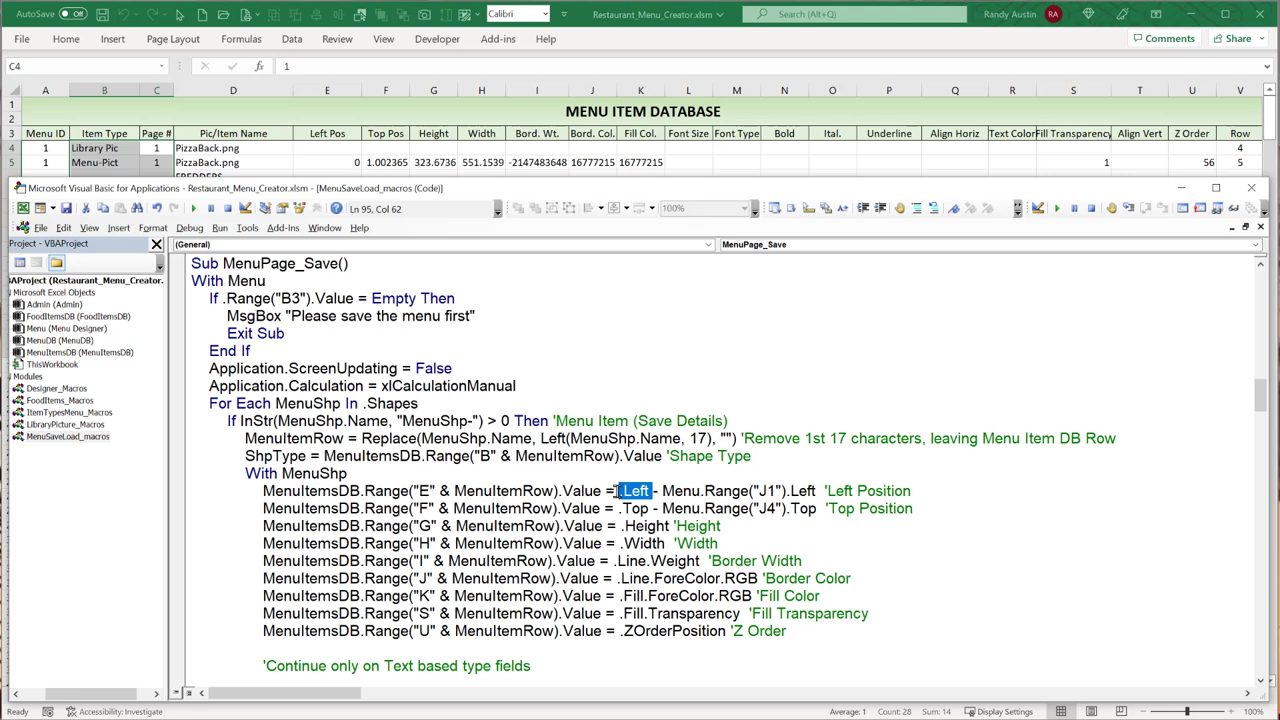 AutoSave Off Calibri Restaurant_Menu_Creator.xlsm Search (Alt+Q) Randy Austin RA
File Home Insert Page Layout Formulas Data Review View Developer Add-ins Help Comments Share
C4 fx 1
A B C D E F G H I J K L M N O P Q R S T U V
1 MENU ITEM DATABASE
2
3 Menu ID Item Type Page # Pic/Item Name Left Pos Top Pos Height Width Bord. Wt. Bord. Col. Fill Col. Font Size Font Type Bold Ital. Underline Align Horiz Text Color Fill Transparency Align Vert Z Order Row
4 1 Library Pic 1 PizzaBack.png 4
5 1 Menu-Pict 1 PizzaBack.png 0 1.002365 323.6736 551.1539 -2147483648 16777215 16777215 1 56 5
Microsoft Visual Basic for Applications - Restaurant_Menu_Creator.xlsm - [MenuSaveLoad_macros (Code)]
Ln 95, Col 62 100%
File Edit View Insert Format Debug Run Tools Add-Ins Window Help
Project - VBAProject
(General) MenuPage_Save
BAProject (Restaurant_Menu_Creator.
Microsoft Excel Objects
Admin (Admin)
FoodItemsDB (FoodItemsDB)
Menu (Menu Designer)
MenuDB (MenuDB)
MenuItemsDB (MenuItemsDB)
ThisWorkbook
Modules
Designer_Macros
FoodItems_Macros
ItemTypesMenu_Macros
LibraryPicture_Macros
MenuSaveLoad_macros
Sub MenuPage_Save()
With Menu
If .Range("B3").Value = Empty Then
MsgBox "Please save the menu first"
Exit Sub
End If
Application.ScreenUpdating = False
Application.Calculation = xlCalculationManual
For Each MenuShp In .Shapes
If InStr(MenuShp.Name, "MenuShp-") > 0 Then 'Menu Item (Save Details)
MenuItemRow = Replace(MenuShp.Name, Left(MenuShp.Name, 17), "") 'Remove 1st 17 characters, leaving Menu Item DB Row
ShpType = MenuItemsDB.Range("B" & MenuItemRow).Value 'Shape Type
With MenuShp
MenuItemsDB.Range("E" & MenuItemRow).Value = .Left - Menu.Range("J1").Left 'Left Position
MenuItemsDB.Range("F" & MenuItemRow).Value = .Top - Menu.Range("J4").Top 'Top Position
MenuItemsDB.Range("G" & MenuItemRow).Value = .Height 'Height
MenuItemsDB.Range("H" & MenuItemRow).Value = .Width 'Width
MenuItemsDB.Range("I" & MenuItemRow).Value = .Line.Weight 'Border Width
MenuItemsDB.Range("J" & MenuItemRow).Value = .Line.ForeColor.RGB 'Border Color
MenuItemsDB.Range("K" & MenuItemRow).Value = .Fill.ForeColor.RGB 'Fill Color
MenuItemsDB.Range("S" & MenuItemRow).Value = .Fill.Transparency 'Fill Transparency
MenuItemsDB.Range("U" & MenuItemRow).Value = .ZOrderPosition 'Z Order
'Continue only on Text based type fields
Ready Accessibility: Investigate Average: 1 Count: 28 Sum: 14 Display Settings 100%